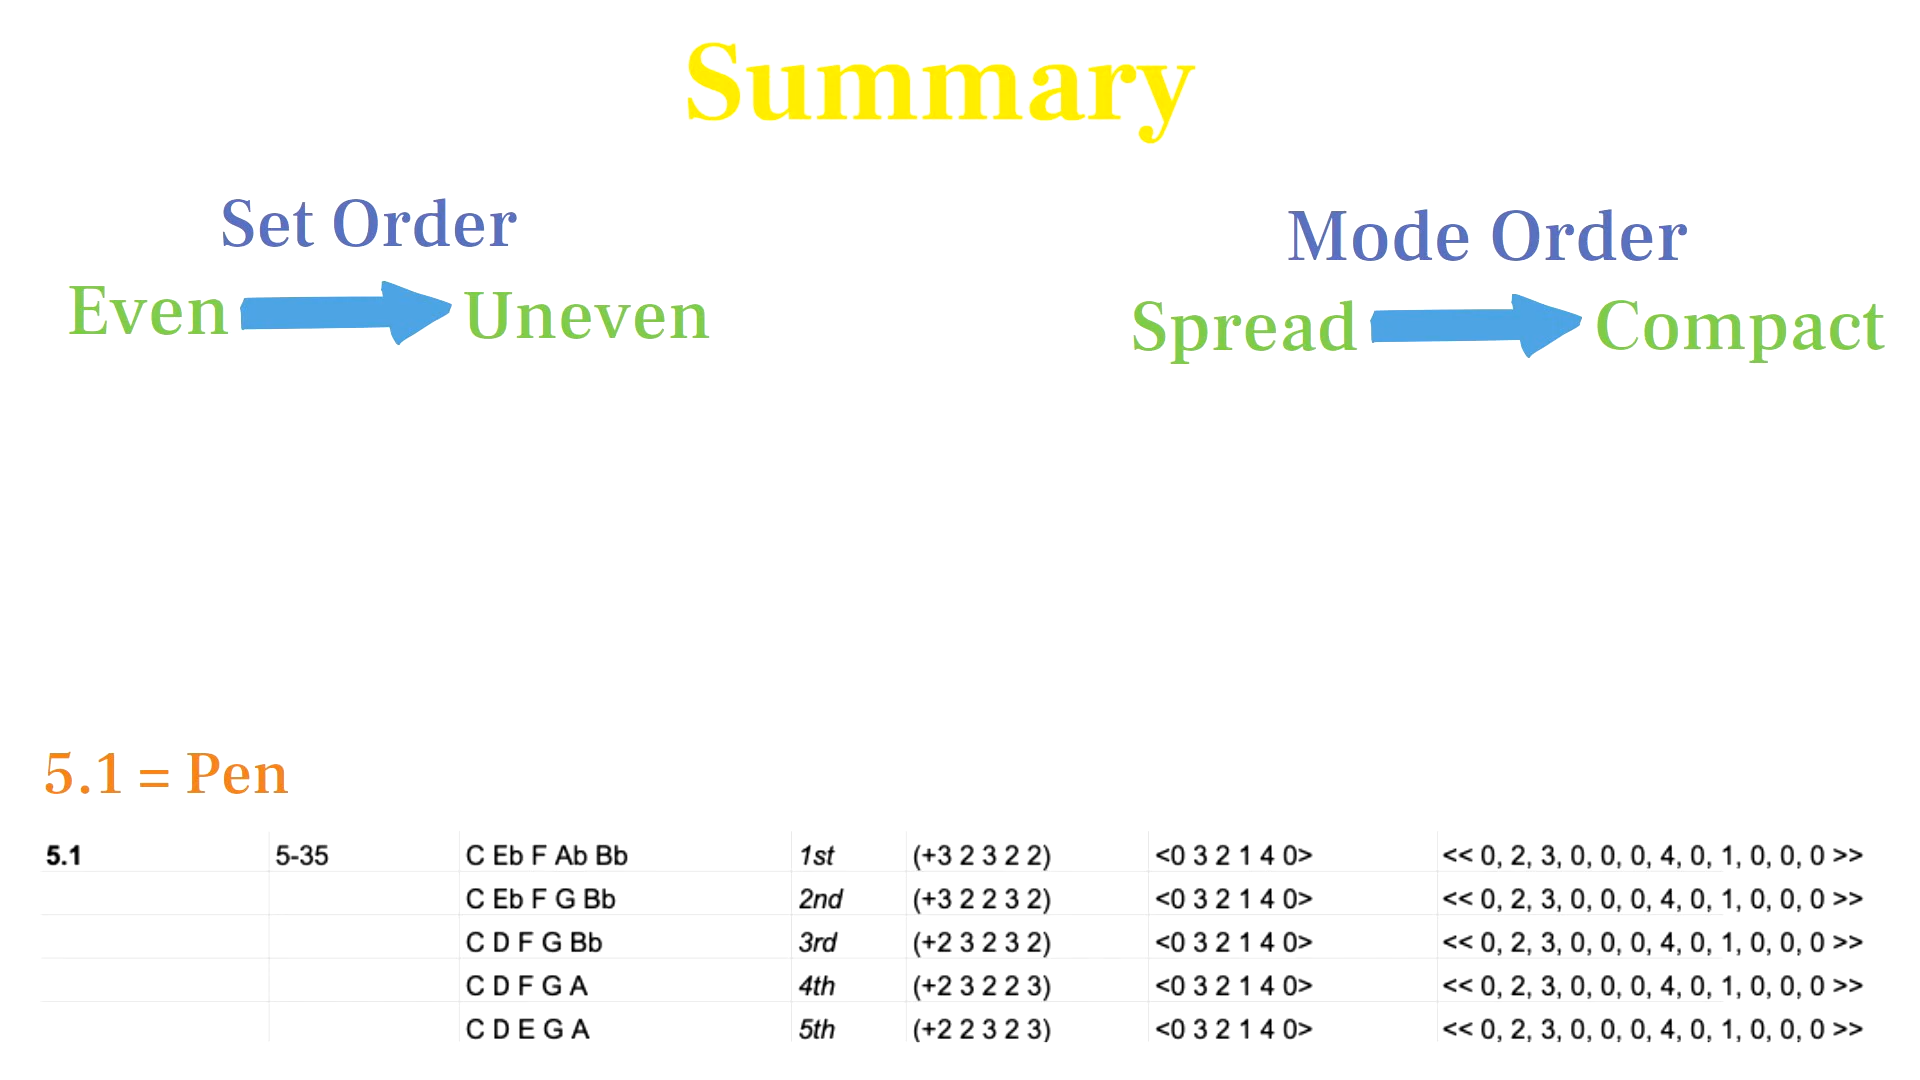 Summary
Set Order
Even Uneven
Mode Order
Spread Compact
5.1 = Pen
5.1 5-35 C Eb F Ab Bb 1st (+3 2 3 2 2) <0 3 2 1 4 0> << 0, 2, 3, 0, 0, 0, 4, 0, 1, 0, 0, 0 >>
C Eb F G Bb 2nd (+3 2 2 3 2) <0 3 2 1 4 0> << 0, 2, 3, 0, 0, 0, 4, 0, 1, 0, 0, 0 >>
C D F G Bb 3rd (+2 3 2 3 2) <0 3 2 1 4 0> << 0, 2, 3, 0, 0, 0, 4, 0, 1, 0, 0, 0 >>
C D F G A 4th (+2 3 2 2 3) <0 3 2 1 4 0> << 0, 2, 3, 0, 0, 0, 4, 0, 1, 0, 0, 0 >>
C D E G A 5th (+2 2 3 2 3) <0 3 2 1 4 0> << 0, 2, 3, 0, 0, 0, 4, 0, 1, 0, 0, 0 >>